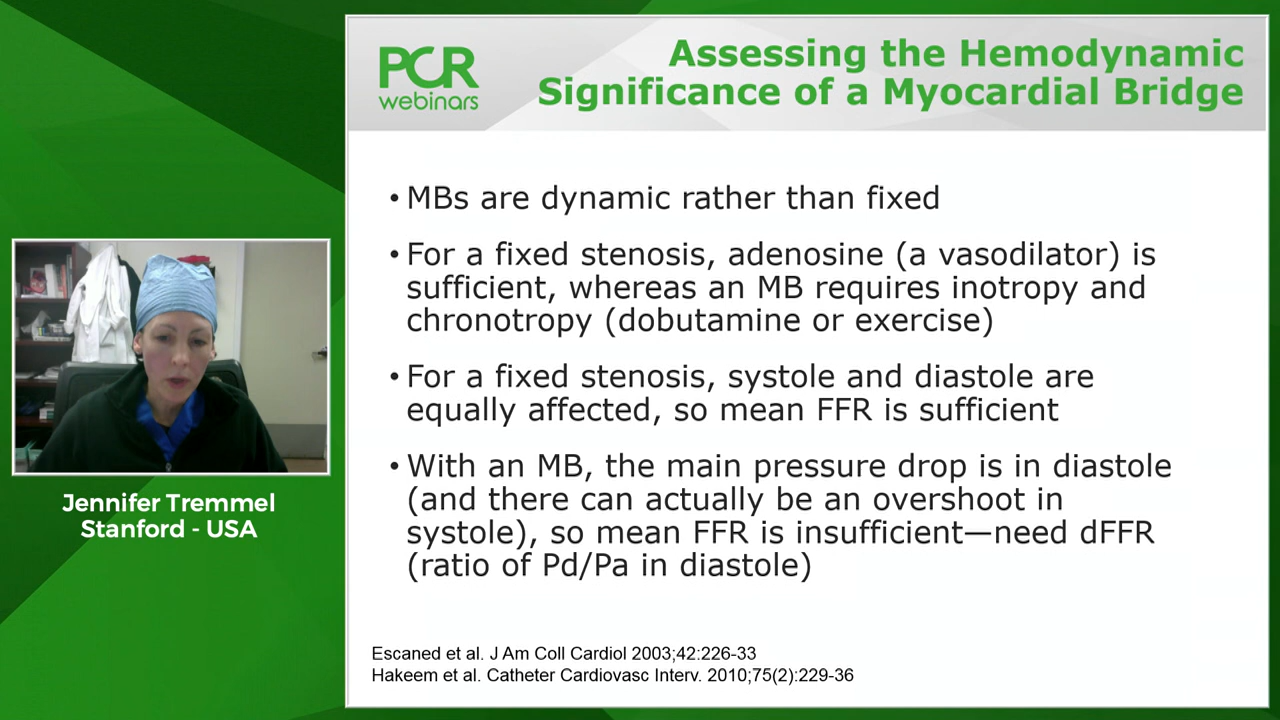 PCR
webinars
Assessing the Hemodynamic
Significance of a Myocardial Bridge
• MBs are dynamic rather than fixed
• For a fixed stenosis, adenosine (a vasodilator) is
sufficient, whereas an MB requires inotropy and
chronotropy (dobutamine or exercise)
• For a fixed stenosis, systole and diastole are
equally affected, so mean FFR is sufficient
• With an MB, the main pressure drop is in diastole
(and there can actually be an overshoot in
systole), so mean FFR is insufficient—need dFFR
(ratio of Pd/Pa in diastole)
Escaned et al. J Am Coll Cardiol 2003;42:226-33
Hakeem et al. Catheter Cardiovasc Interv. 2010;75(2):229-36
Jennifer Tremmel
Stanford - USA